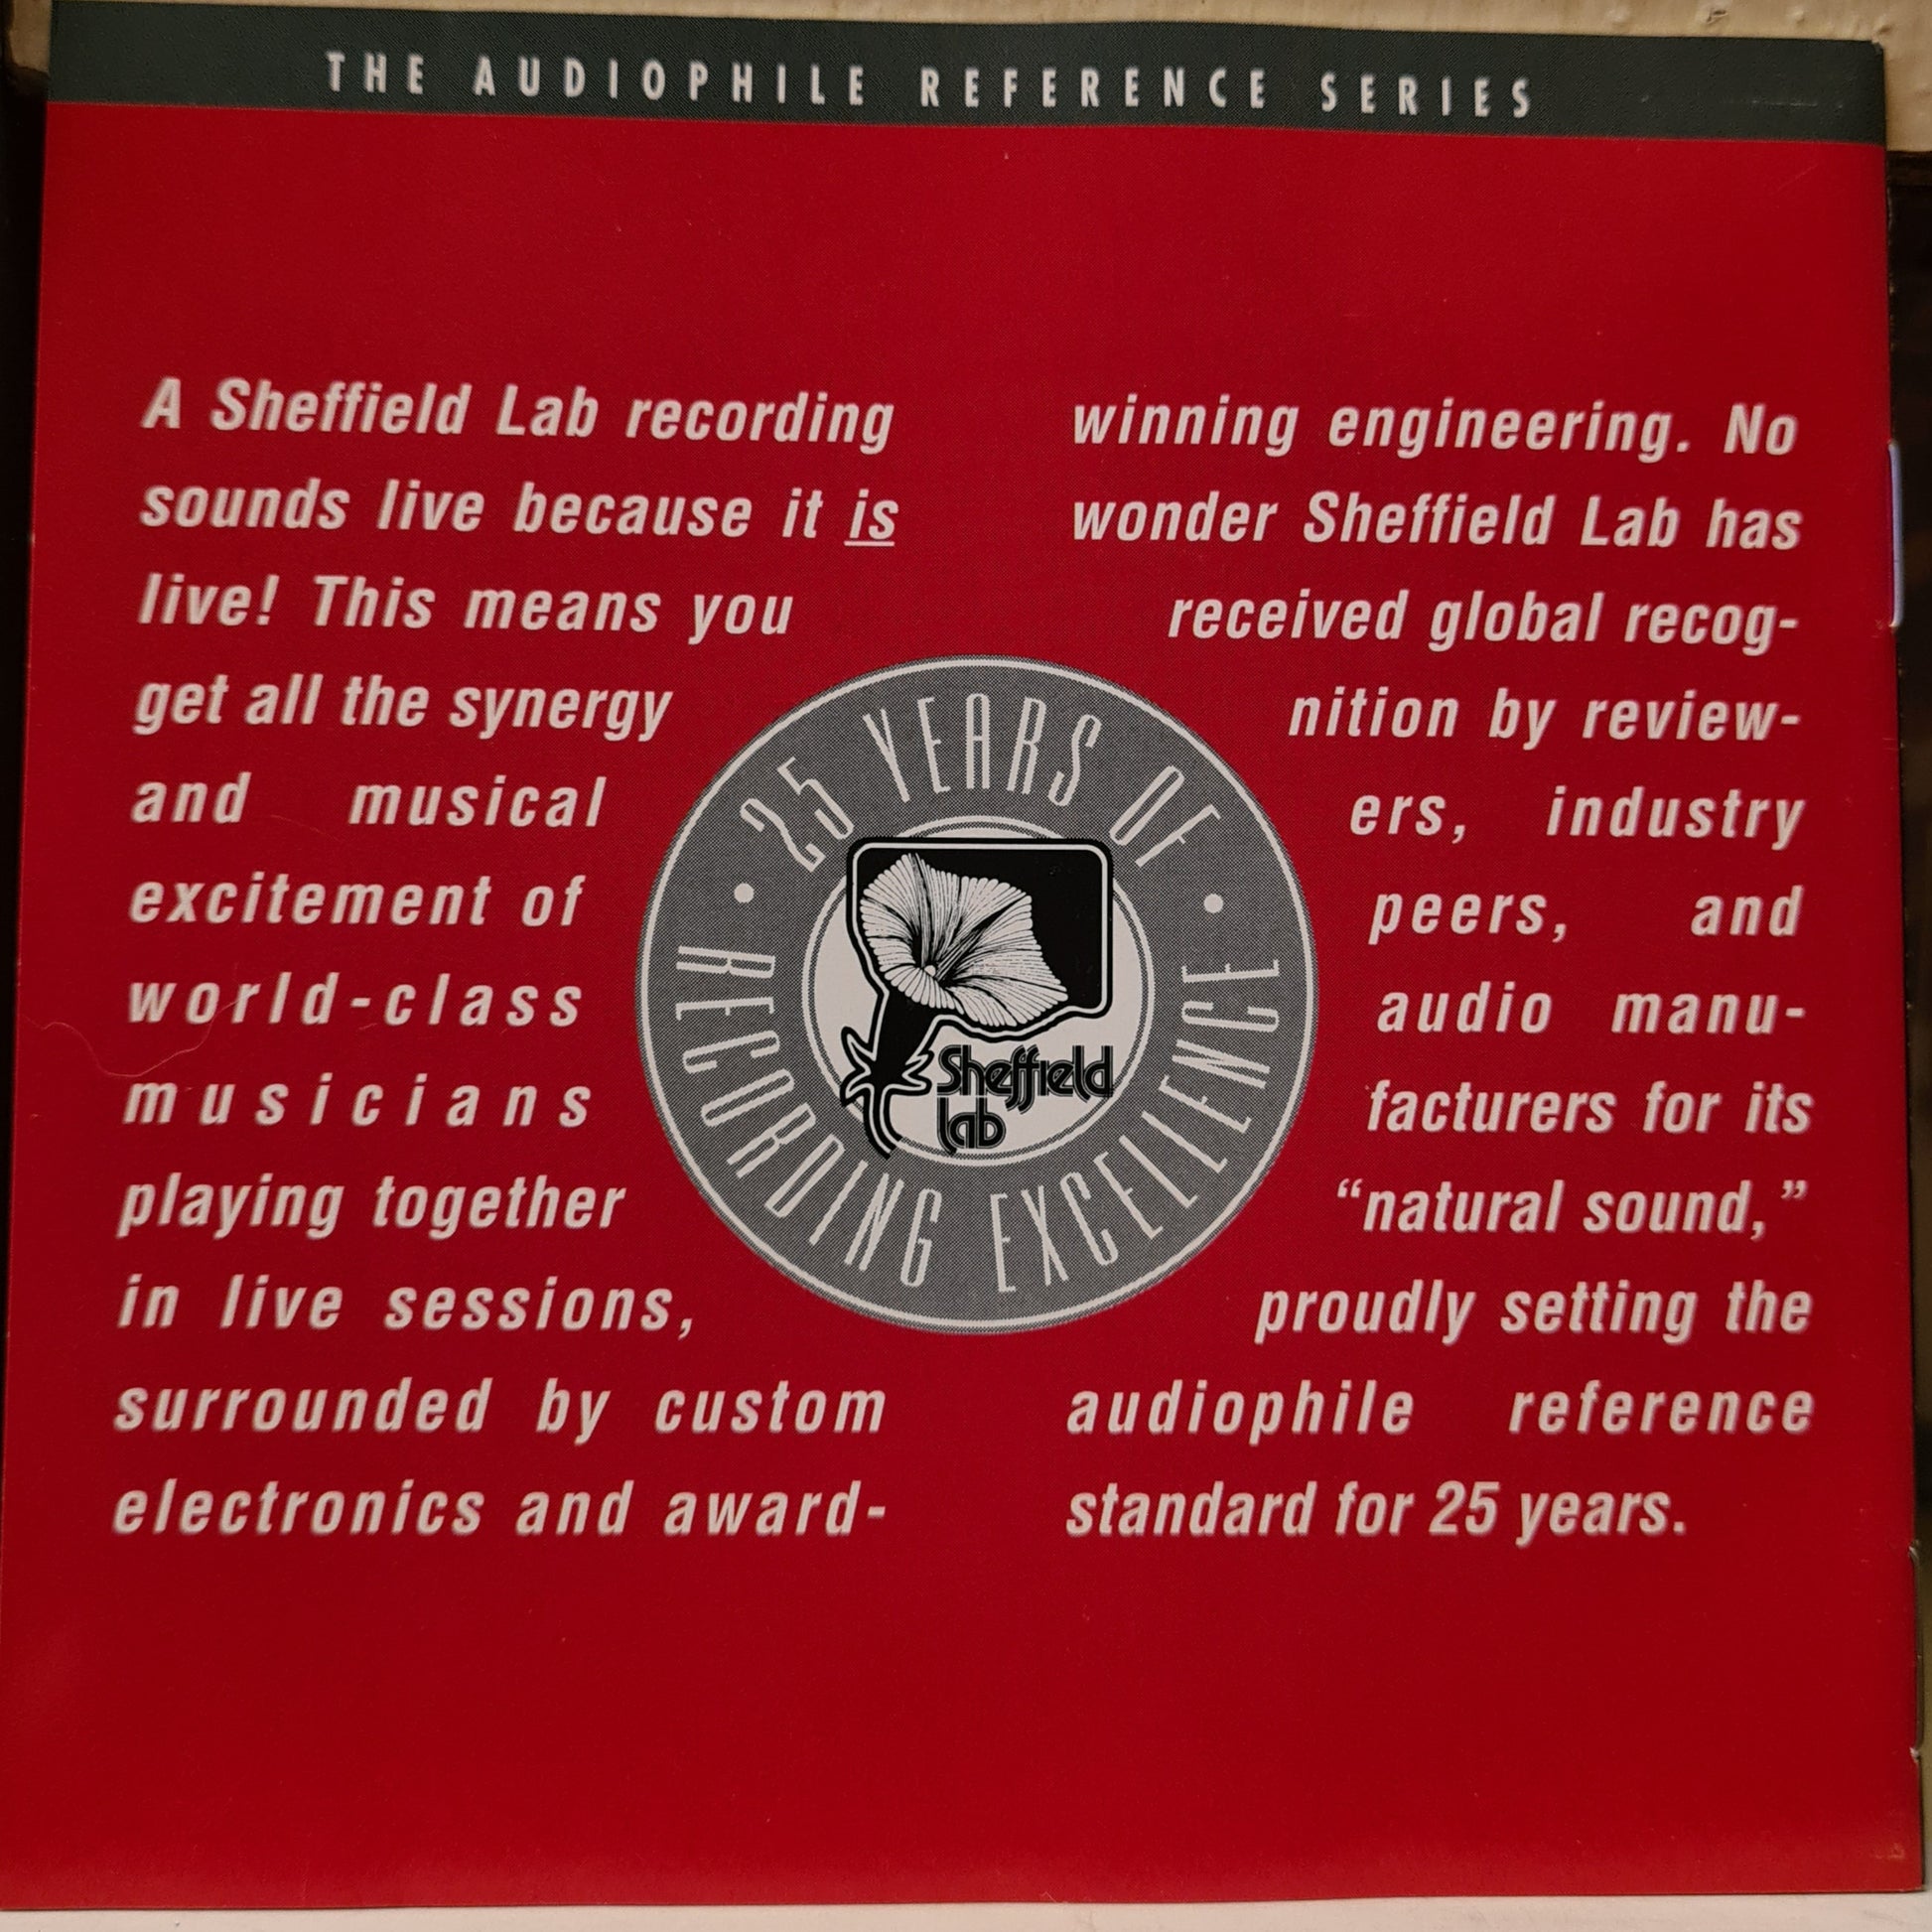 THE AUDIOPHILE REFERENCE SERIES
A Sheffield Lab recording
sounds live because it is
live! This means you
get all the synergy
and musical
excitement of
world-class
musicians
playing together
in live sessions,
surrounded by custom
electronics and award-
winning engineering. No
wonder Sheffield Lab has
received global recog-
nition by review-
ers, industry
peers, and
audio manu-
facturers for its
“natural sound,”
proudly setting the
audiophile reference
standard for 25 years.
• 25 YEARS OF •
RECORDING EXCELLENCE
Sheffield
lab